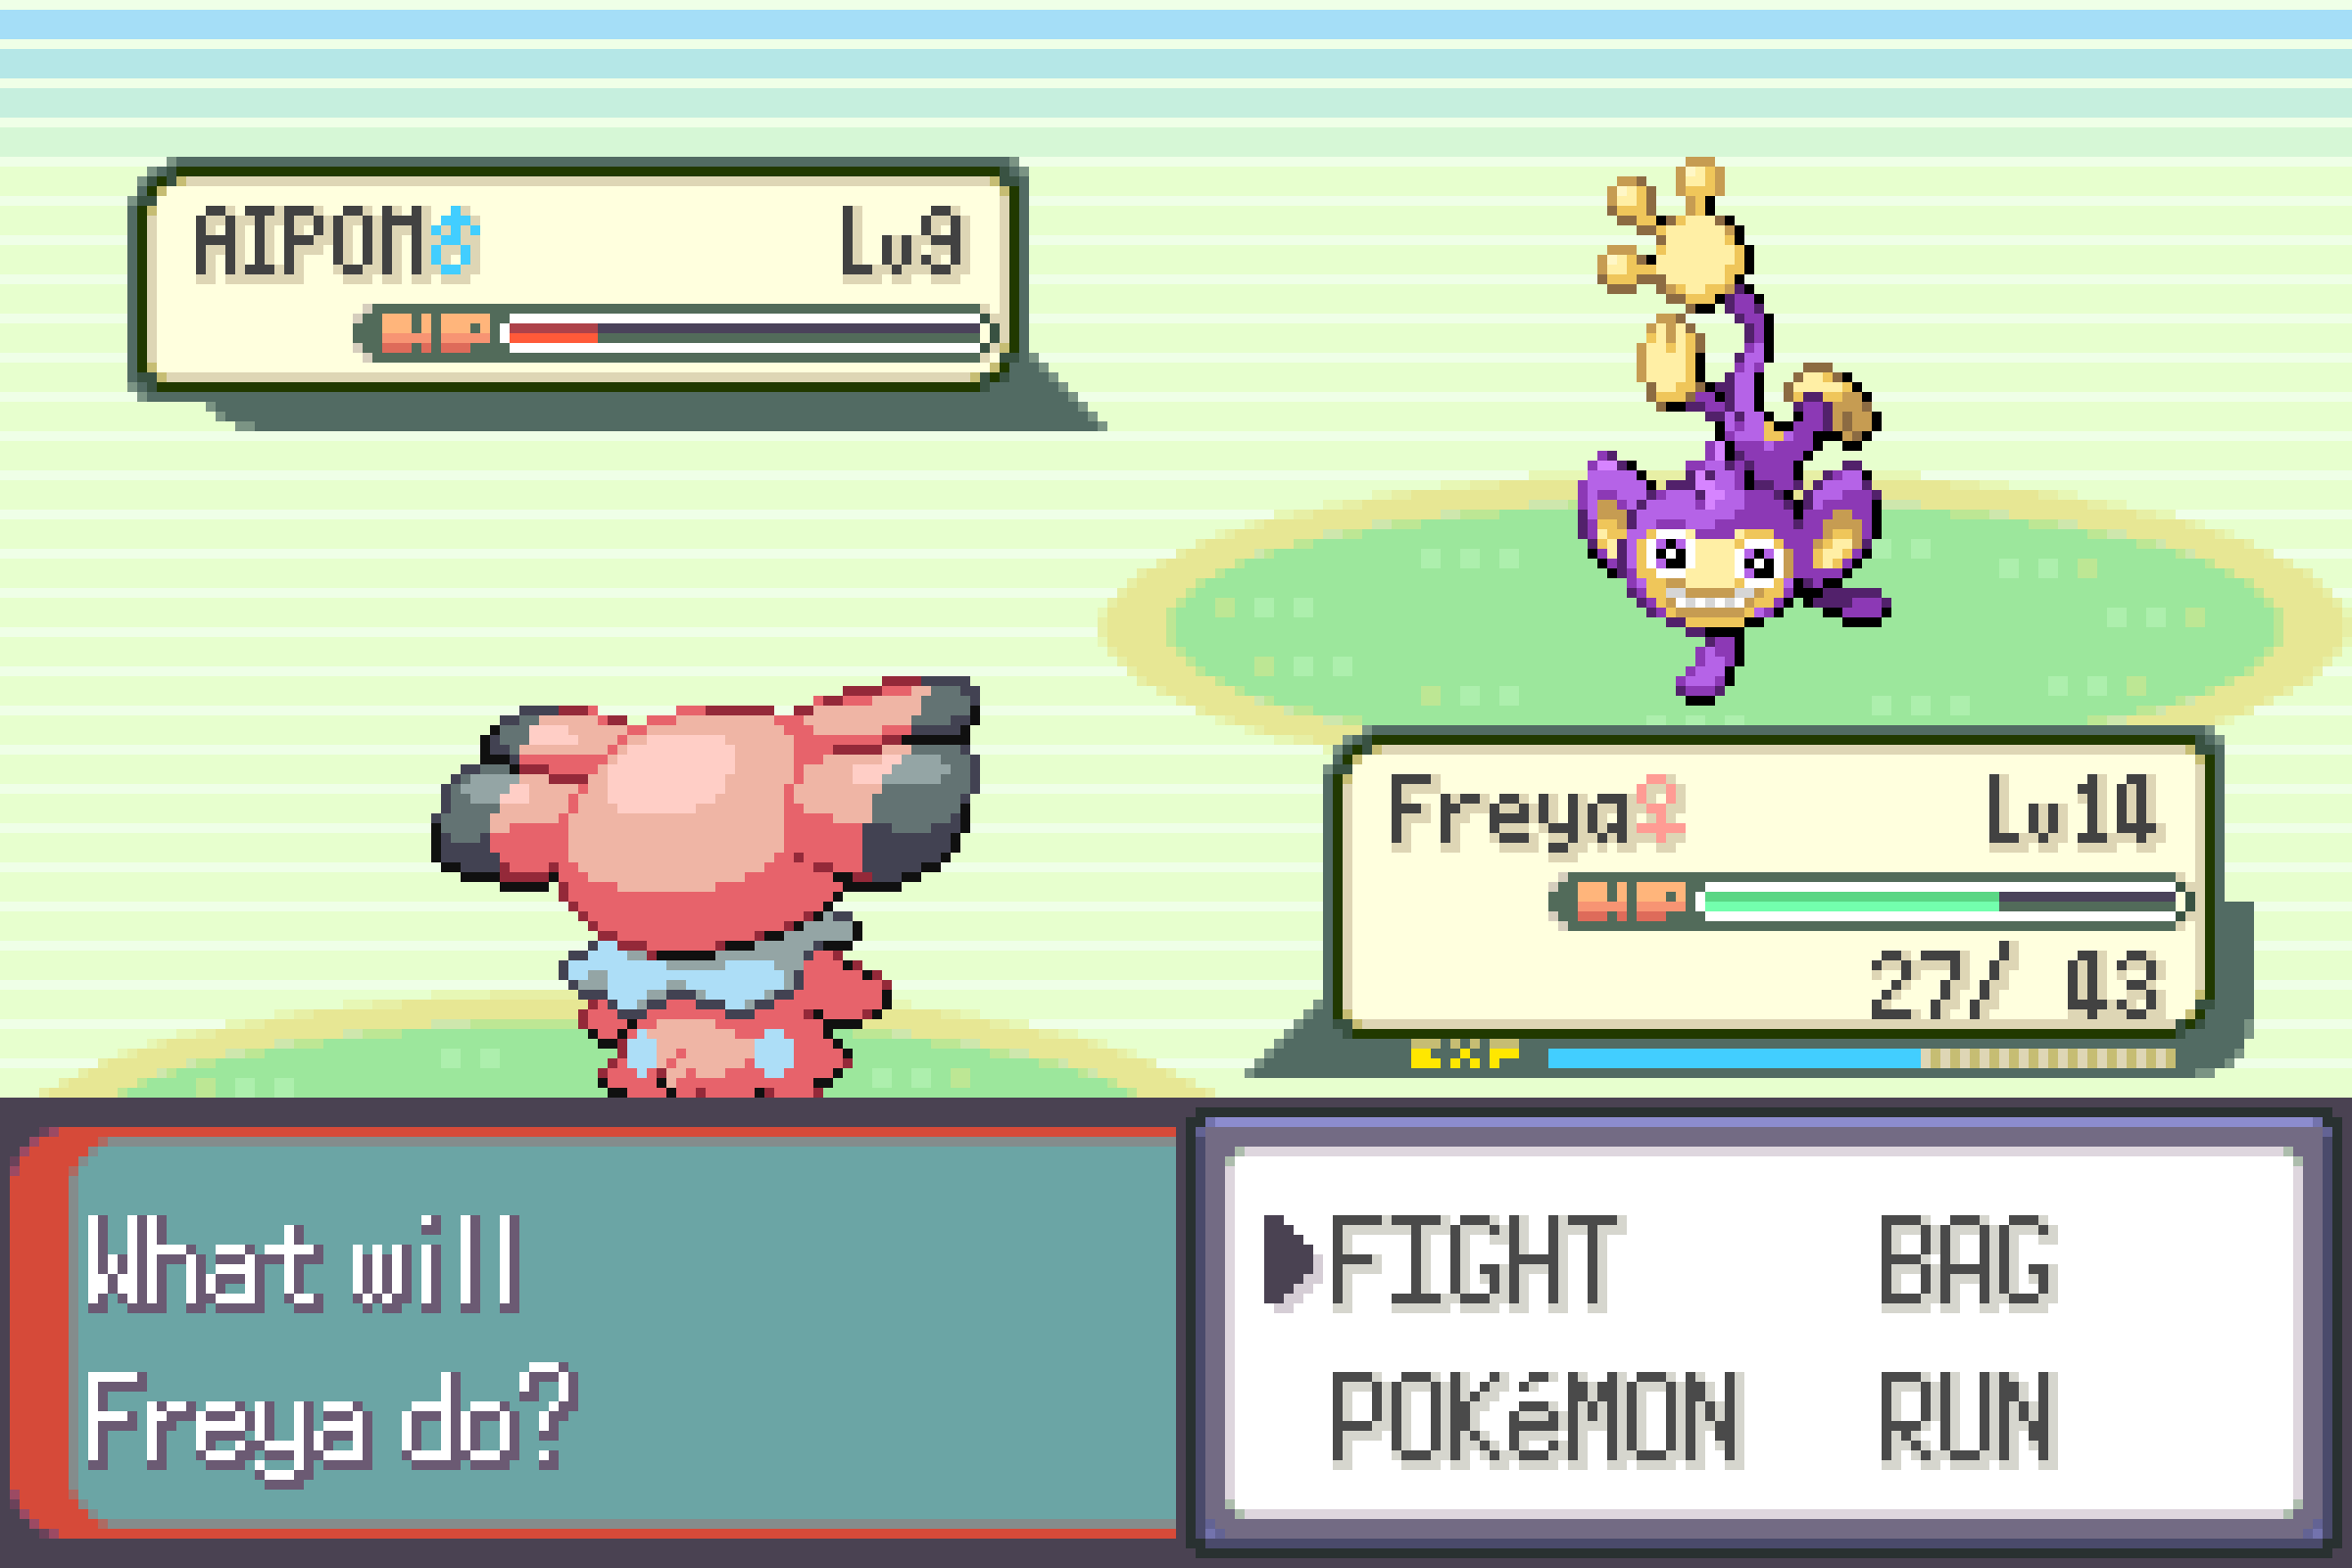 AIPOM♂ Lv9
HP
Freya♀ Lv14
HP
27/ 43
EXP
What will
Freya do?
FIGHT BAG
POKéMON RUN